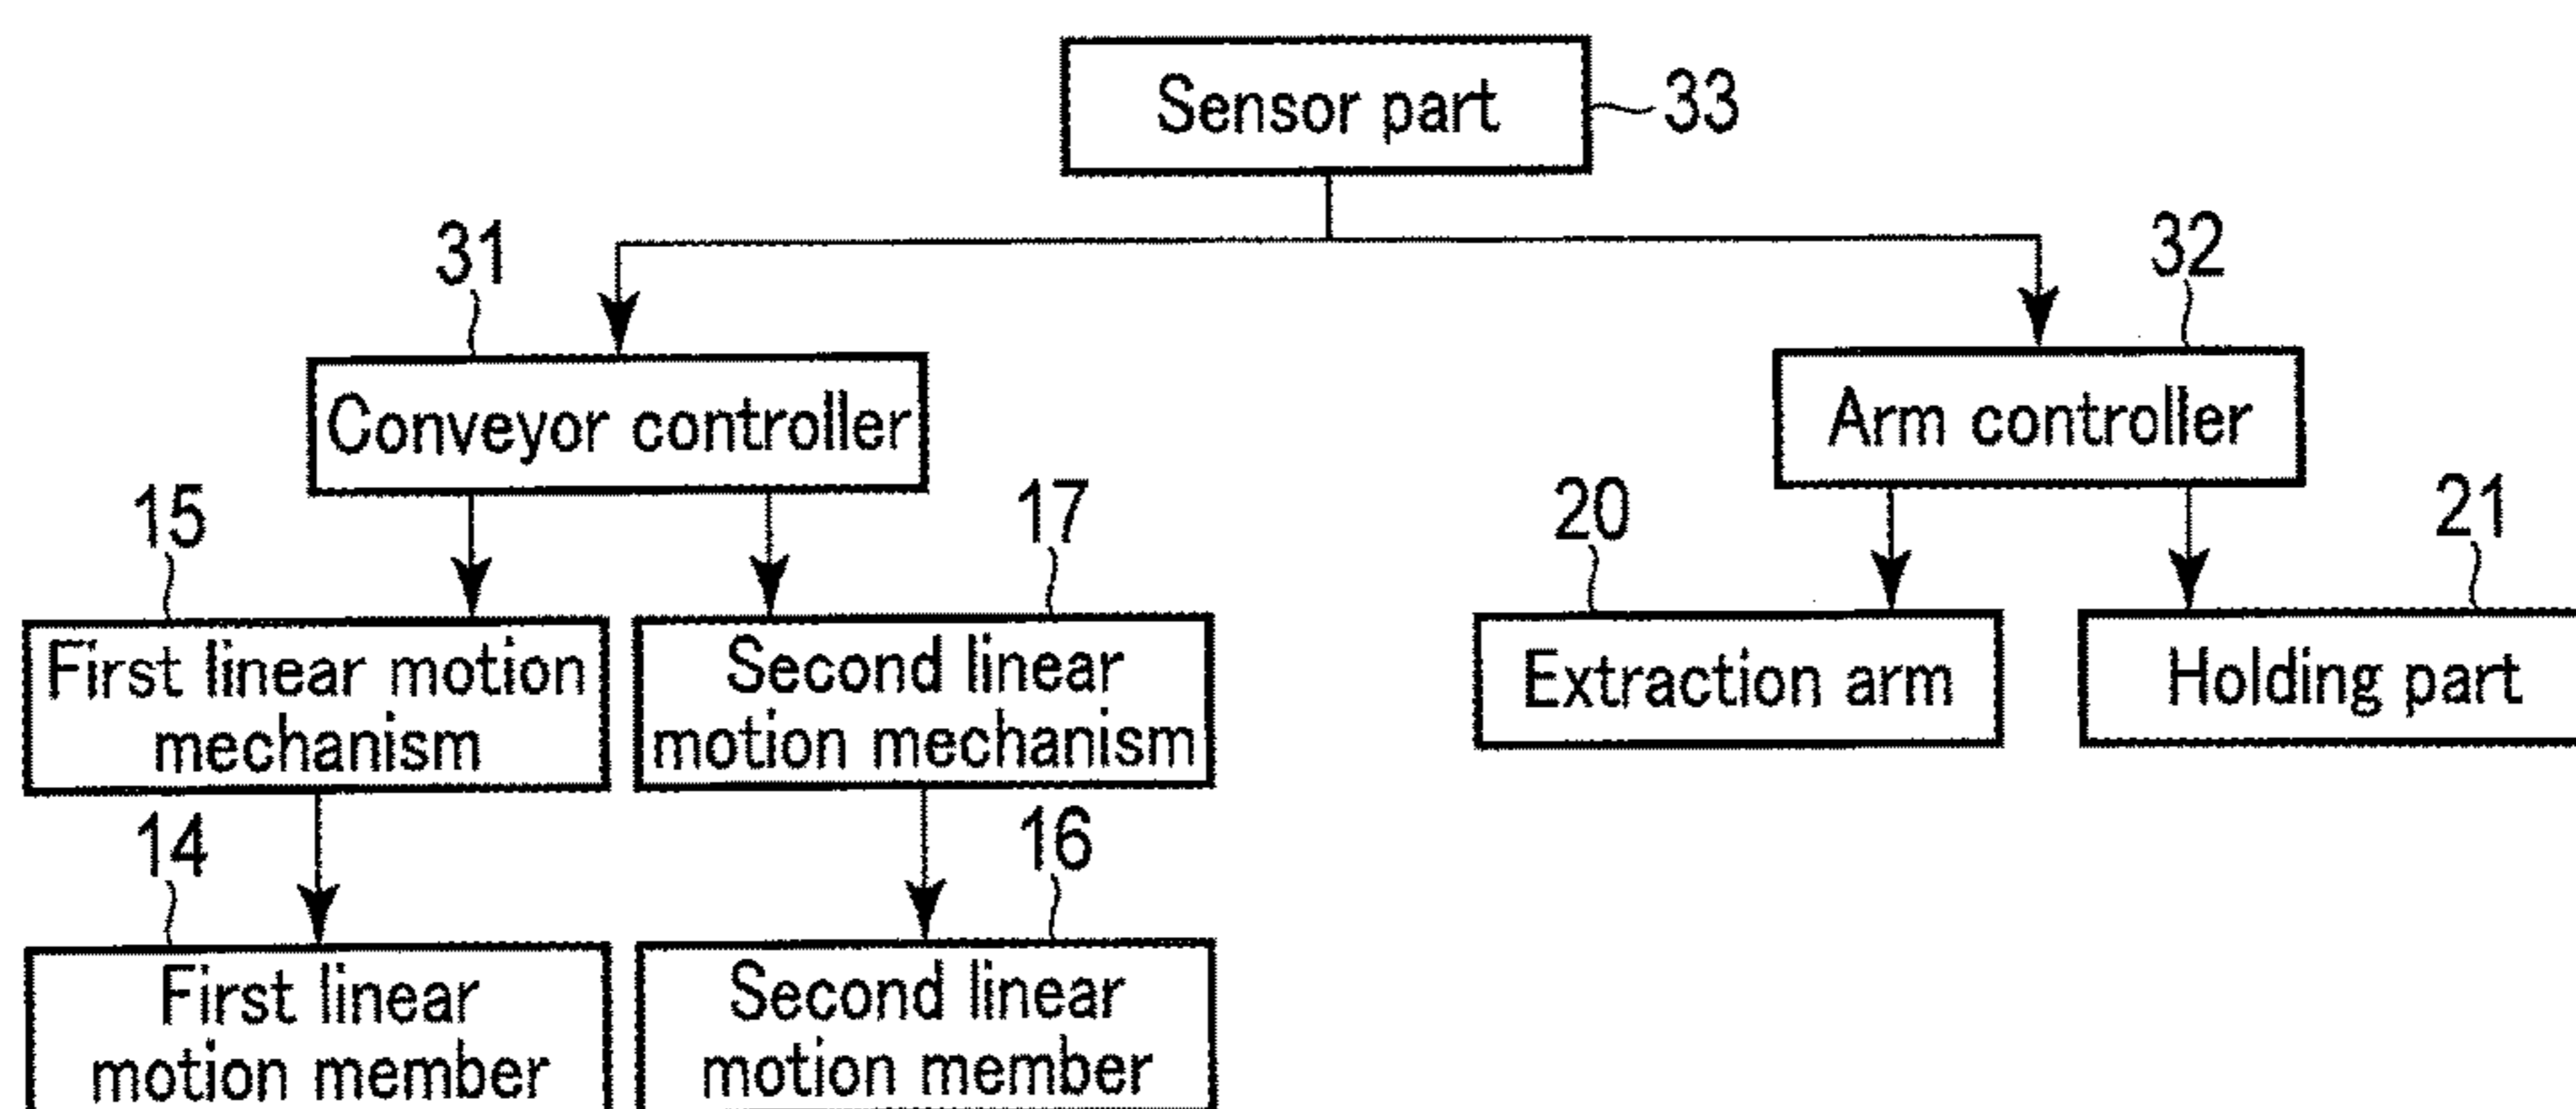 Sensor part
33
31
32
Conveyor controller
Arm controller
15
17
20
21
First linear motion
mechanism
Second linear
motion mechanism
Extraction arm
Holding part
14
16
First linear
motion member
Second linear
motion member